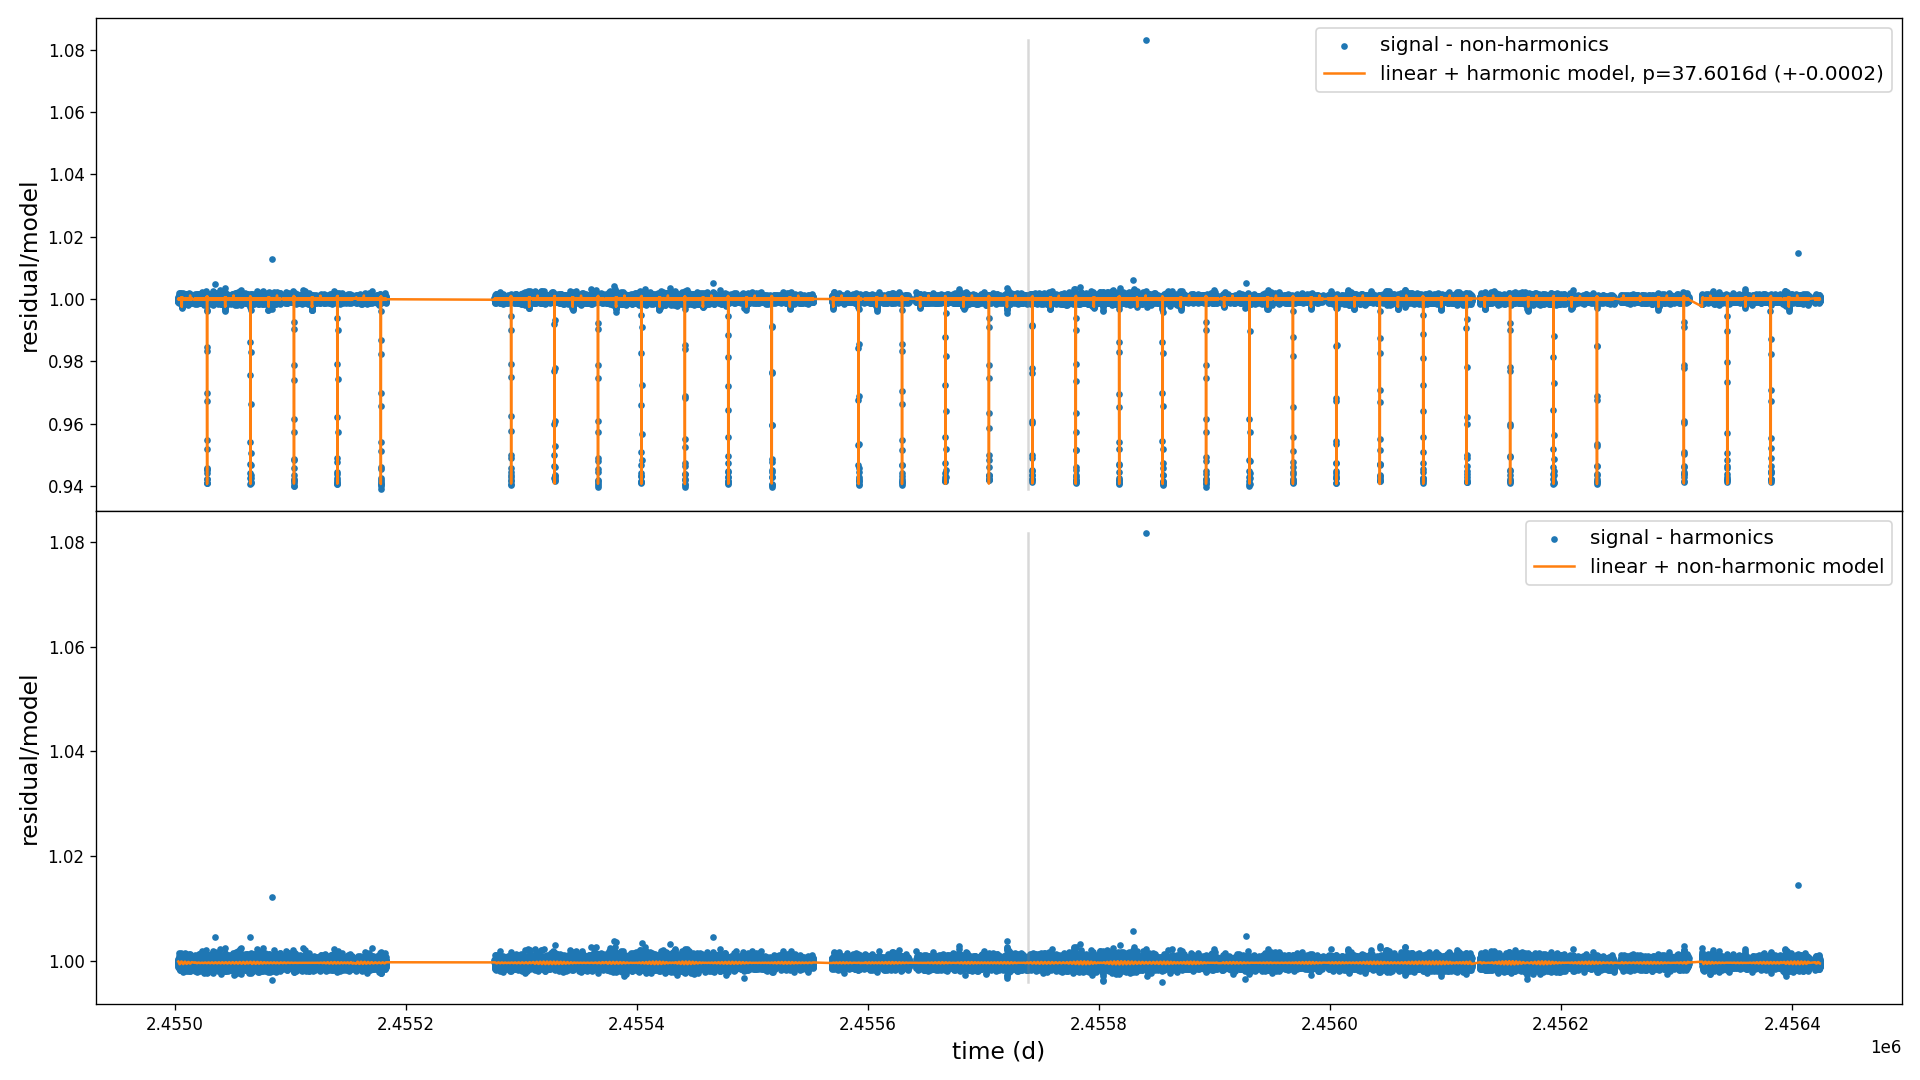 1.08
1.06
1.04
1.02
1.00
0.98
0.96
0.94
residual/model
signal - non-harmonics
linear + harmonic model, p=37.6016d (+-0.0002)
1.08
1.06
1.04
1.02
1.00
residual/model
signal - harmonics
linear + non-harmonic model
2.4550 2.4552 2.4554 2.4556 2.4558 2.4560 2.4562 2.4564
1e6
time (d)